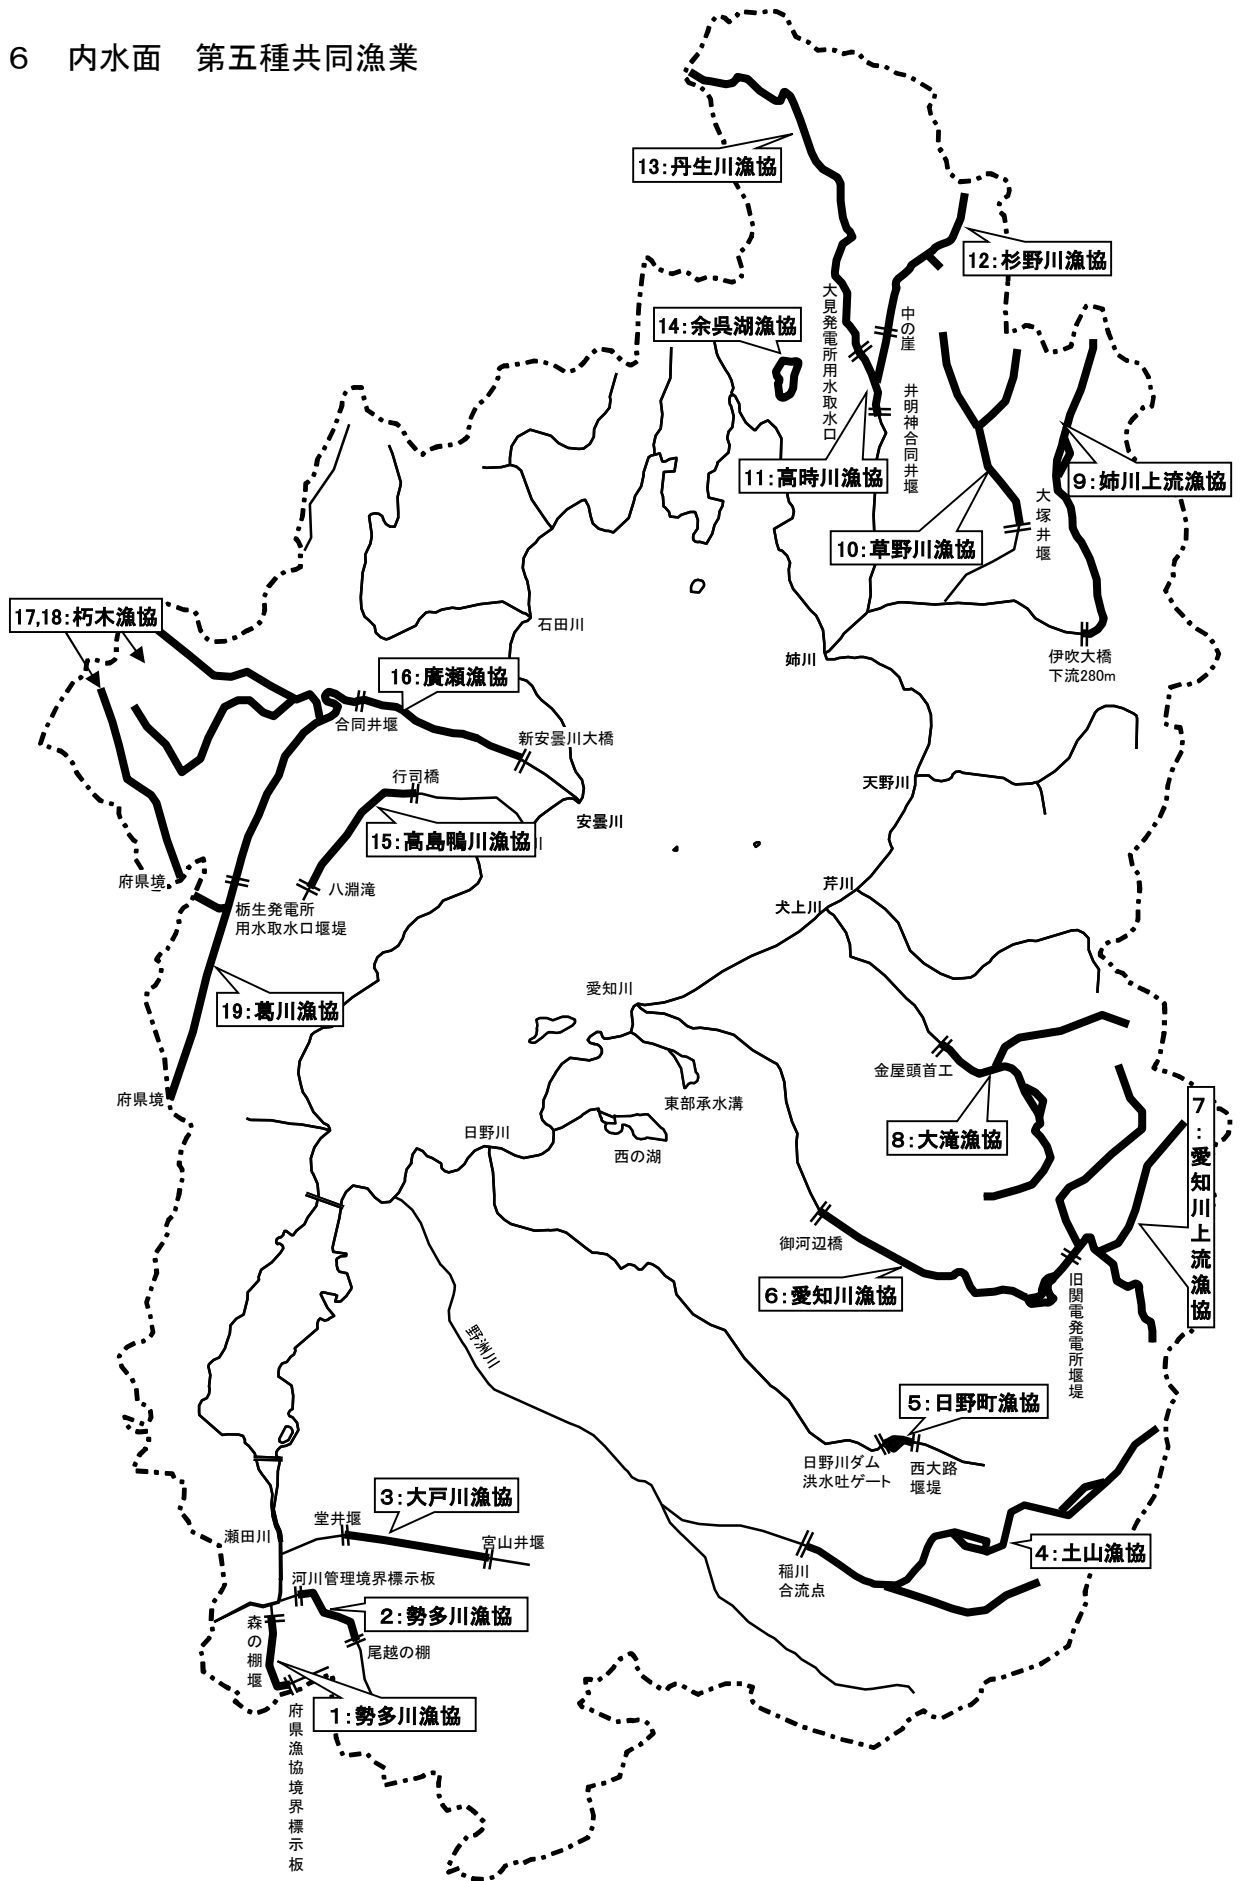 ６　内水面　第五種共同漁業
13:丹生川漁協
12:杉野川漁協
14:余呉湖漁協
大見発電所用水取水口
中の崖
井明神合同井堰
11:高時川漁協
9:姉川上流漁協
大塚井堰
10:草野川漁協
17,18:朽木漁協
石田川
姉川
伊吹大橋
下流280m
16:廣瀬漁協
合同井堰
新安曇川大橋
行司橋
天野川
安曇川
15:高島鴨川漁協
川
府県境
八淵滝
芹川
犬上川
栃生発電所
用水取水口堰堤
愛知川
19:葛川漁協
金屋頭首工
府県境
東部承水溝
7:愛知川上流漁協
日野川
西の湖
8:大滝漁協
御河辺橋
6:愛知川漁協
旧関電発電所堰堤
野洲川
5:日野町漁協
日野川ダム
洪水吐ゲート
西大路
堰堤
3:大戸川漁協
堂井堰
瀬田川
宮山井堰
4:土山漁協
稲川
合流点
河川管理境界標示板
2:勢多川漁協
森の棚堰
尾越の棚
1:勢多川漁協
府県漁協境界標示板